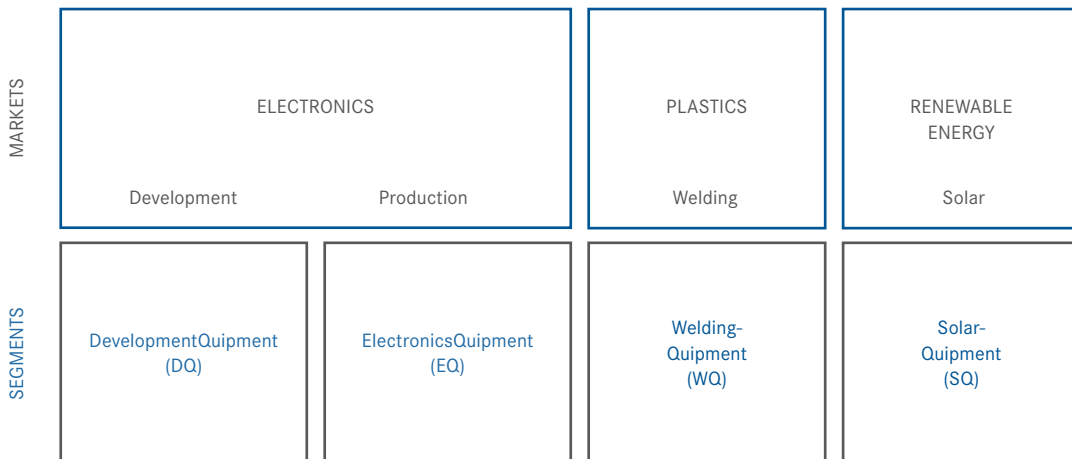 MARKETS
ELECTRONICS
Development
Production
PLASTICS
Welding
RENEWABLE
ENERGY
Solar
SEGMENTS
DevelopmentQuipment
(DQ)
ElectronicsQuipment
(EQ)
Welding-
Quipment
(WQ)
Solar-
Quipment
(SQ)